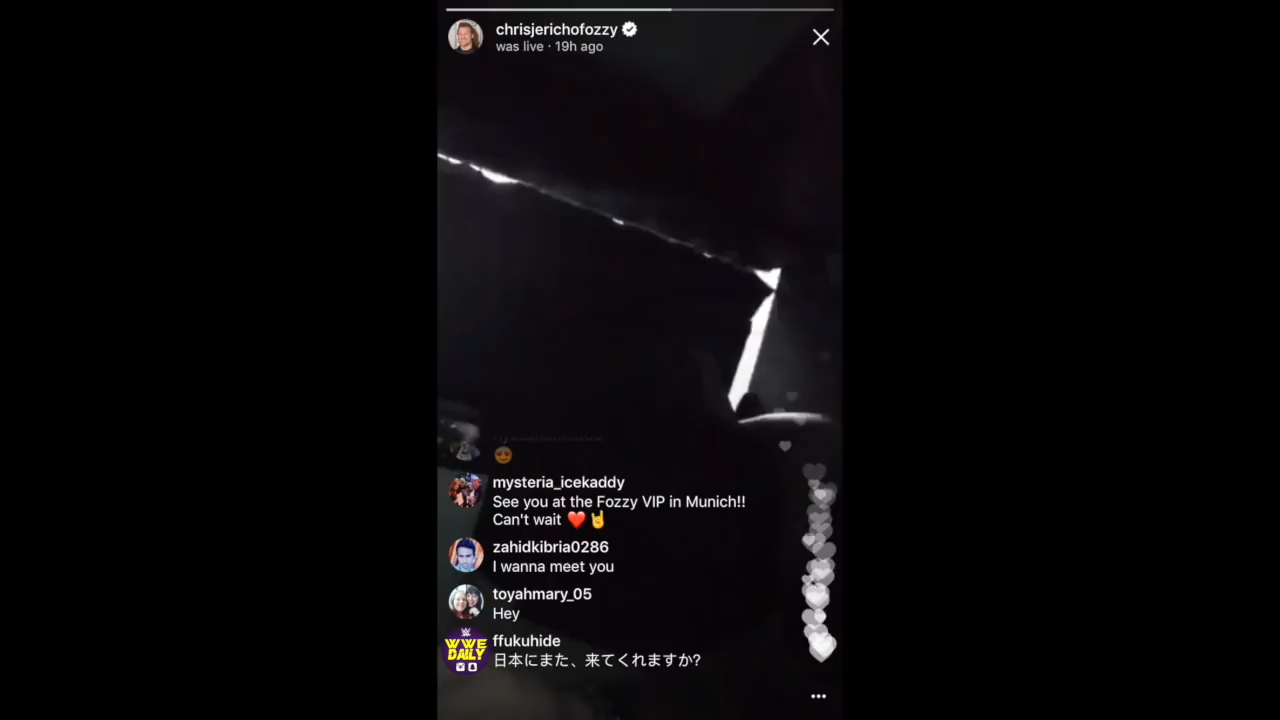 chrisjerichofozzy
was live · 19h ago
😍
mysteria_icekaddy
See you at the Fozzy VIP in Munich!!
Can't wait ❤️🤘
zahidkibria0286
I wanna meet you
toyahmary_05
Hey
ffukuhide
日本にまた、来てくれますか?
WWE
DAILY